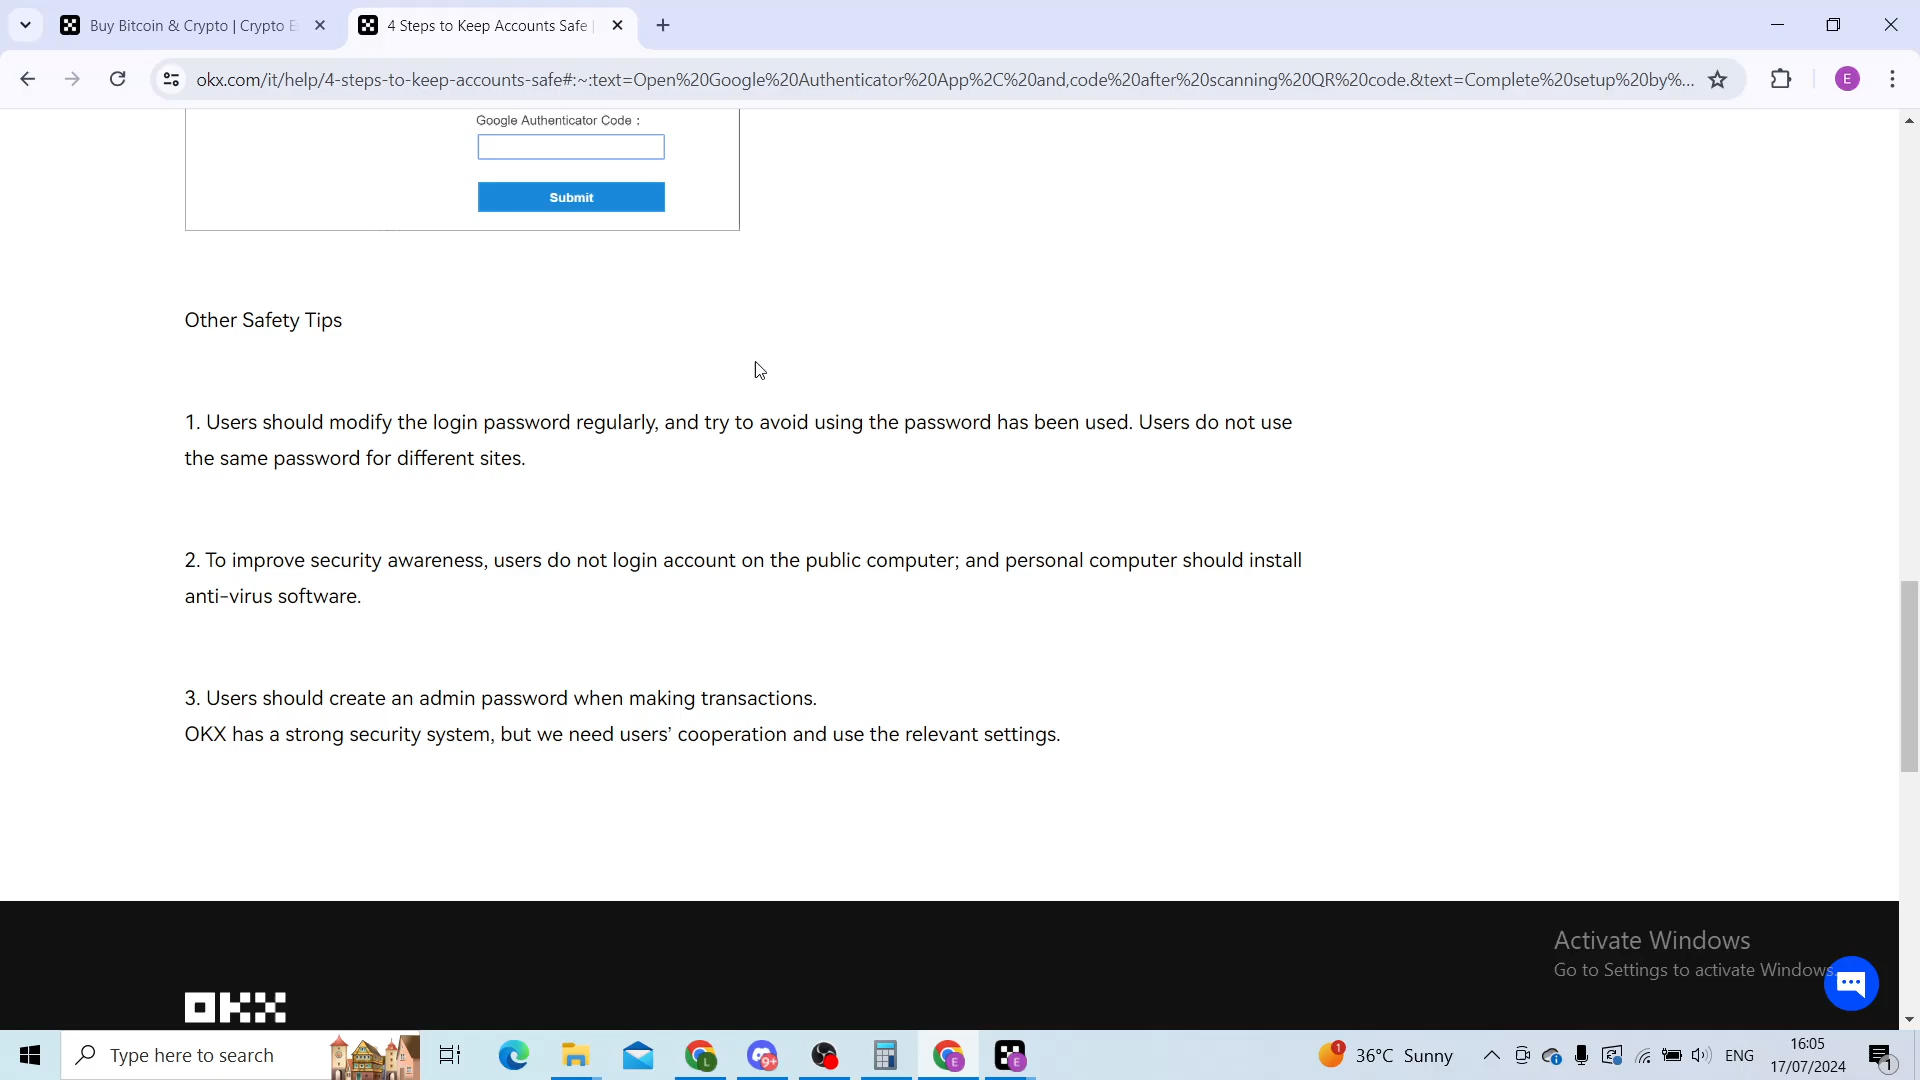 Buy Bitcoin & Crypto | Crypto E
4 Steps to Keep Accounts Safe |
okx.com/it/help/4-steps-to-keep-accounts-safe#:~:text=Open%20Google%20Authenticator%20App%2C%20and,code%20after%20scanning%20QR%20code.&text=Complete%20setup%20by%...
E
Google Authenticator Code :
Submit
Other Safety Tips
1. Users should modify the login password regularly, and try to avoid using the password has been used. Users do not use
the same password for different sites.
2. To improve security awareness, users do not login account on the public computer; and personal computer should install
anti-virus software.
3. Users should create an admin password when making transactions.
OKX has a strong security system, but we need users’ cooperation and use the relevant settings.
Activate Windows
Go to Settings to activate Windows.
OKX
Type here to search
L
9+
E
E
1
36°C Sunny
ENG
16:05
17/07/2024
1